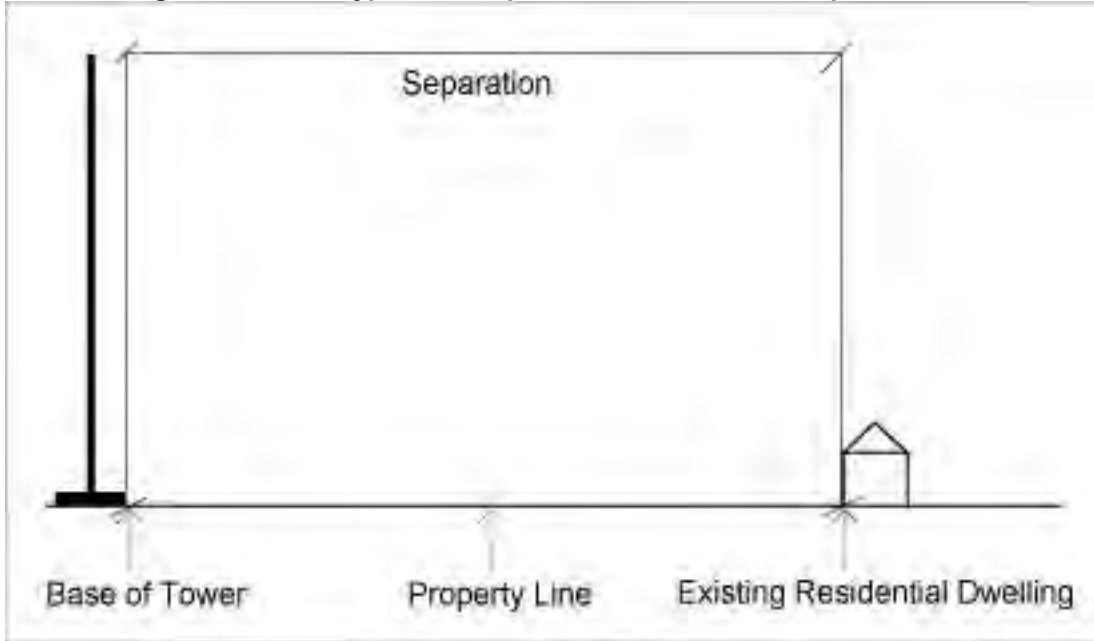 Separation
Base of Tower
Property Line
Existing Residential Dwelling